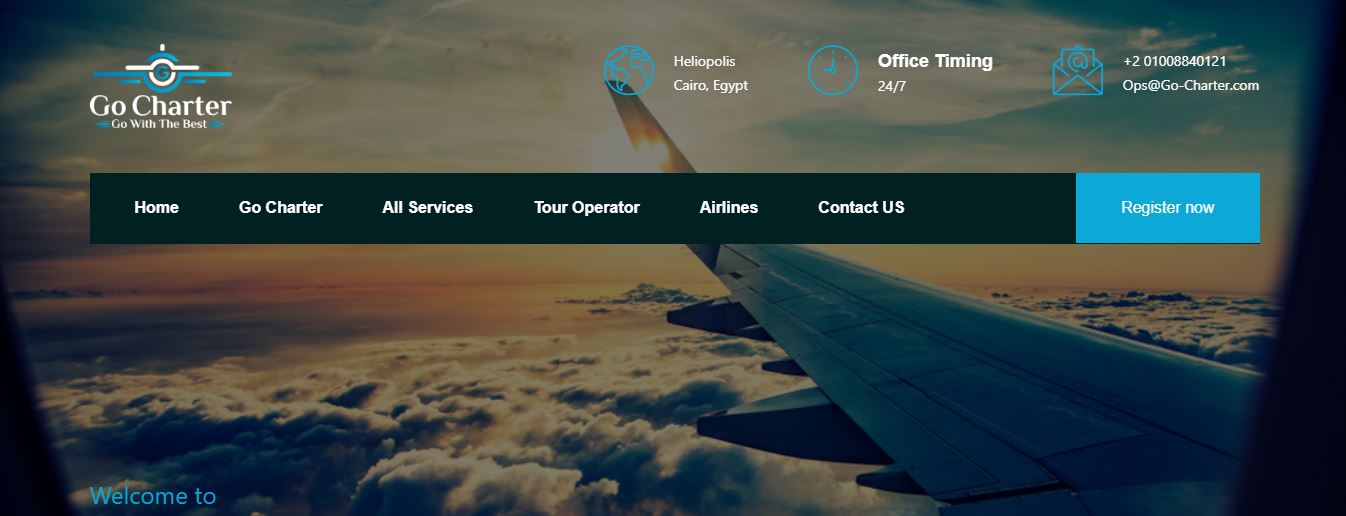 Go Charter
Go With The Best
Heliopolis
Cairo, Egypt
Office Timing
24/7
+2 01008840121
Ops@Go-Charter.com
Home
Go Charter
All Services
Tour Operator
Airlines
Contact US
Register now
Welcome to